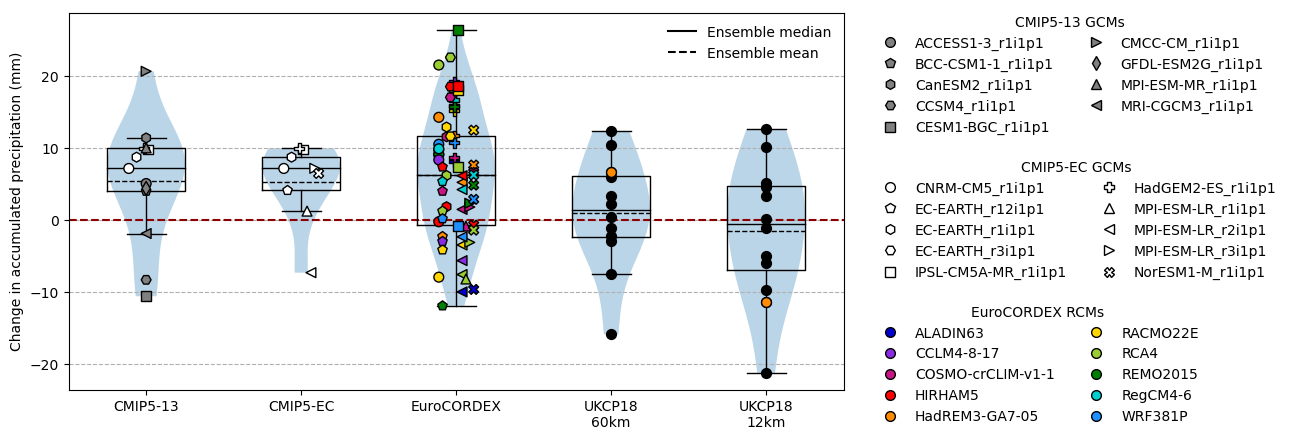 Change in accumulated precipitation (mm)
20
10
0
−10
−20
Ensemble median
Ensemble mean
CMIP5-13
CMIP5-EC
EuroCORDEX
UKCP18
60km
UKCP18
12km
CMIP5-13 GCMs
ACCESS1-3_r1i1p1
BCC-CSM1-1_r1i1p1
CanESM2_r1i1p1
CCSM4_r1i1p1
CESM1-BGC_r1i1p1
CMCC-CM_r1i1p1
GFDL-ESM2G_r1i1p1
MPI-ESM-MR_r1i1p1
MRI-CGCM3_r1i1p1
CMIP5-EC GCMs
CNRM-CM5_r1i1p1
EC-EARTH_r12i1p1
EC-EARTH_r1i1p1
EC-EARTH_r3i1p1
IPSL-CM5A-MR_r1i1p1
HadGEM2-ES_r1i1p1
MPI-ESM-LR_r1i1p1
MPI-ESM-LR_r2i1p1
MPI-ESM-LR_r3i1p1
NorESM1-M_r1i1p1
EuroCORDEX RCMs
ALADIN63
CCLM4-8-17
COSMO-crCLIM-v1-1
HIRHAM5
HadREM3-GA7-05
RACMO22E
RCA4
REMO2015
RegCM4-6
WRF381P